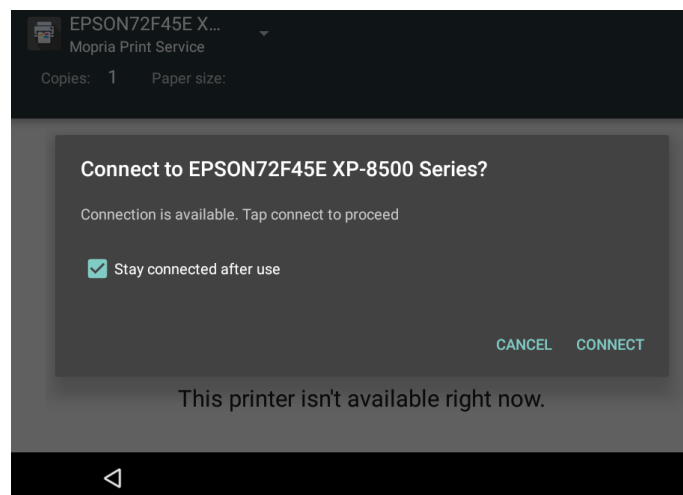 EPSON72F45E X...
Mopria Print Service
Copies: 1 Paper size:
Connect to EPSON72F45E XP-8500 Series?
Connection is available. Tap connect to proceed
Stay connected after use
CANCEL CONNECT
This printer isn't available right now.